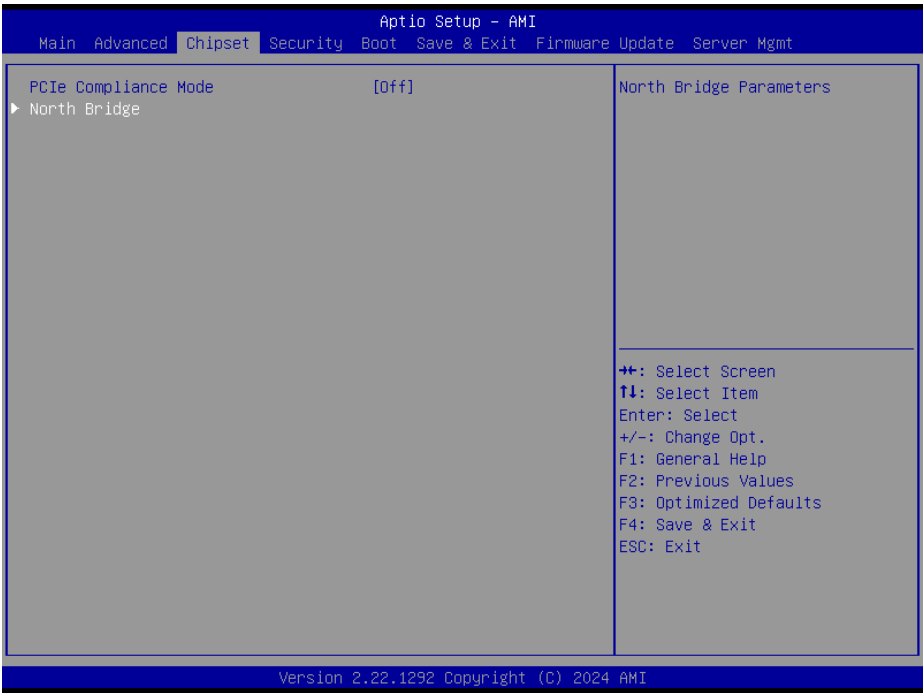 Aptio Setup – AMI
Main Advanced Chipset Security Boot Save & Exit Firmware Update Server Mgmt
PCIe Compliance Mode [Off]
▶ North Bridge
North Bridge Parameters
→←: Select Screen
↑↓: Select Item
Enter: Select
+/-: Change Opt.
F1: General Help
F2: Previous Values
F3: Optimized Defaults
F4: Save & Exit
ESC: Exit
Version 2.22.1292 Copyright (C) 2024 AMI